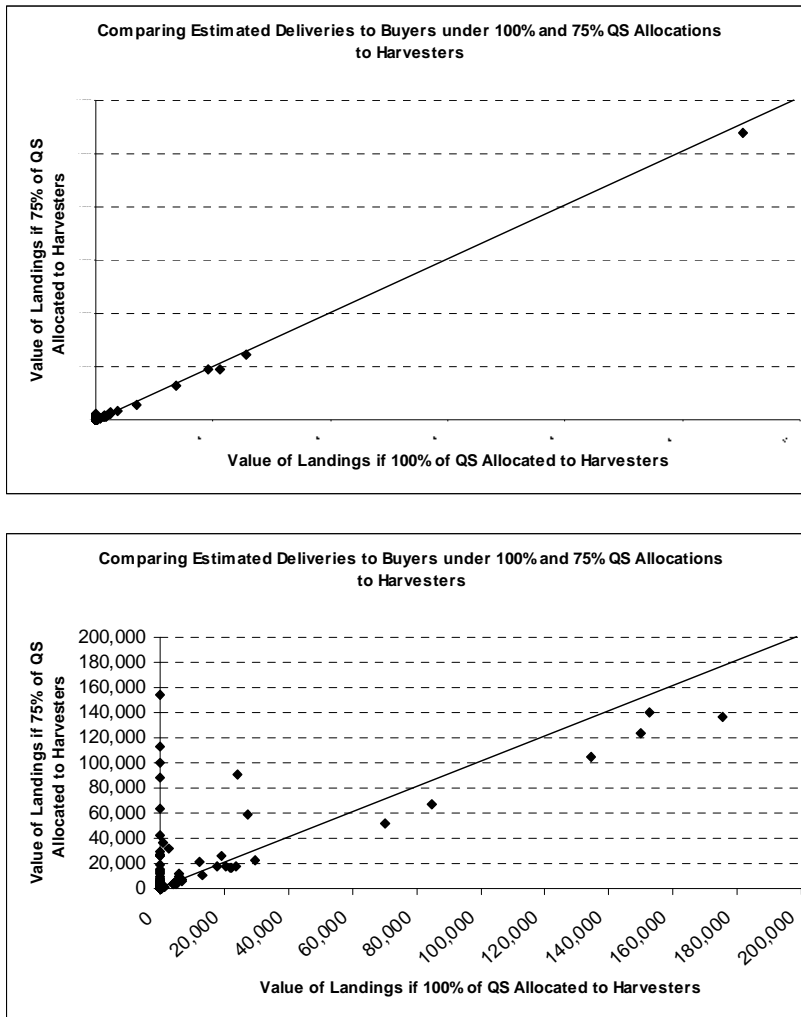 Comparing Estimated Deliveries to Buyers under 100% and 75% QS Allocations
to Harvesters
Value of Landings if 75% of QS
Allocated to Harvesters
Value of Landings if 100% of QS Allocated to Harvesters
Comparing Estimated Deliveries to Buyers under 100% and 75% QS Allocations
to Harvesters
Value of Landings if 75% of QS
Allocated to Harvesters
200,000
180,000
160,000
140,000
120,000
100,000
80,000
60,000
40,000
20,000
0
0
20,000
40,000
60,000
80,000
100,000
120,000
140,000
160,000
180,000
200,000
Value of Landings if 100% of QS Allocated to Harvesters